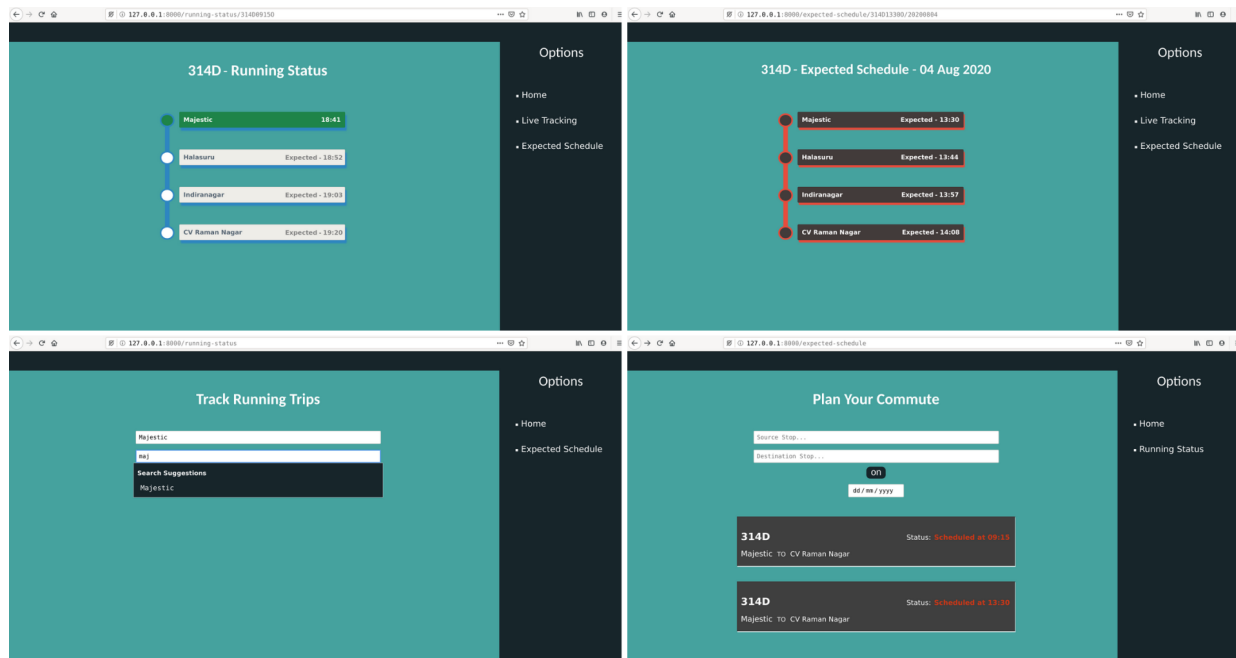 127.0.0.1:8000/running-status/314D0915D
Options
314D - Running Status
• Home
Majestic 18:41
• Live Tracking
• Expected Schedule
Halasuru Expected - 18:52
Indiranagar Expected - 19:03
CV Raman Nagar Expected - 19:20
127.0.0.1:8000/expected-schedule/314D1330D/20200804
Options
314D - Expected Schedule - 04 Aug 2020
• Home
Majestic Expected - 13:30
• Live Tracking
• Expected Schedule
Halasuru Expected - 13:44
Indiranagar Expected - 13:57
CV Raman Nagar Expected - 14:08
127.0.0.1:8000/running-status
Options
Track Running Trips
• Home
Majestic
• Expected Schedule
maj
Search Suggestions
Majestic
127.0.0.1:8000/expected-schedule
Options
Plan Your Commute
• Home
Source Stop...
• Running Status
Destination Stop...
on
dd/mm/yyyy
314D Status: Scheduled at 09:15
Majestic TO CV Raman Nagar
314D Status: Scheduled at 13:30
Majestic TO CV Raman Nagar